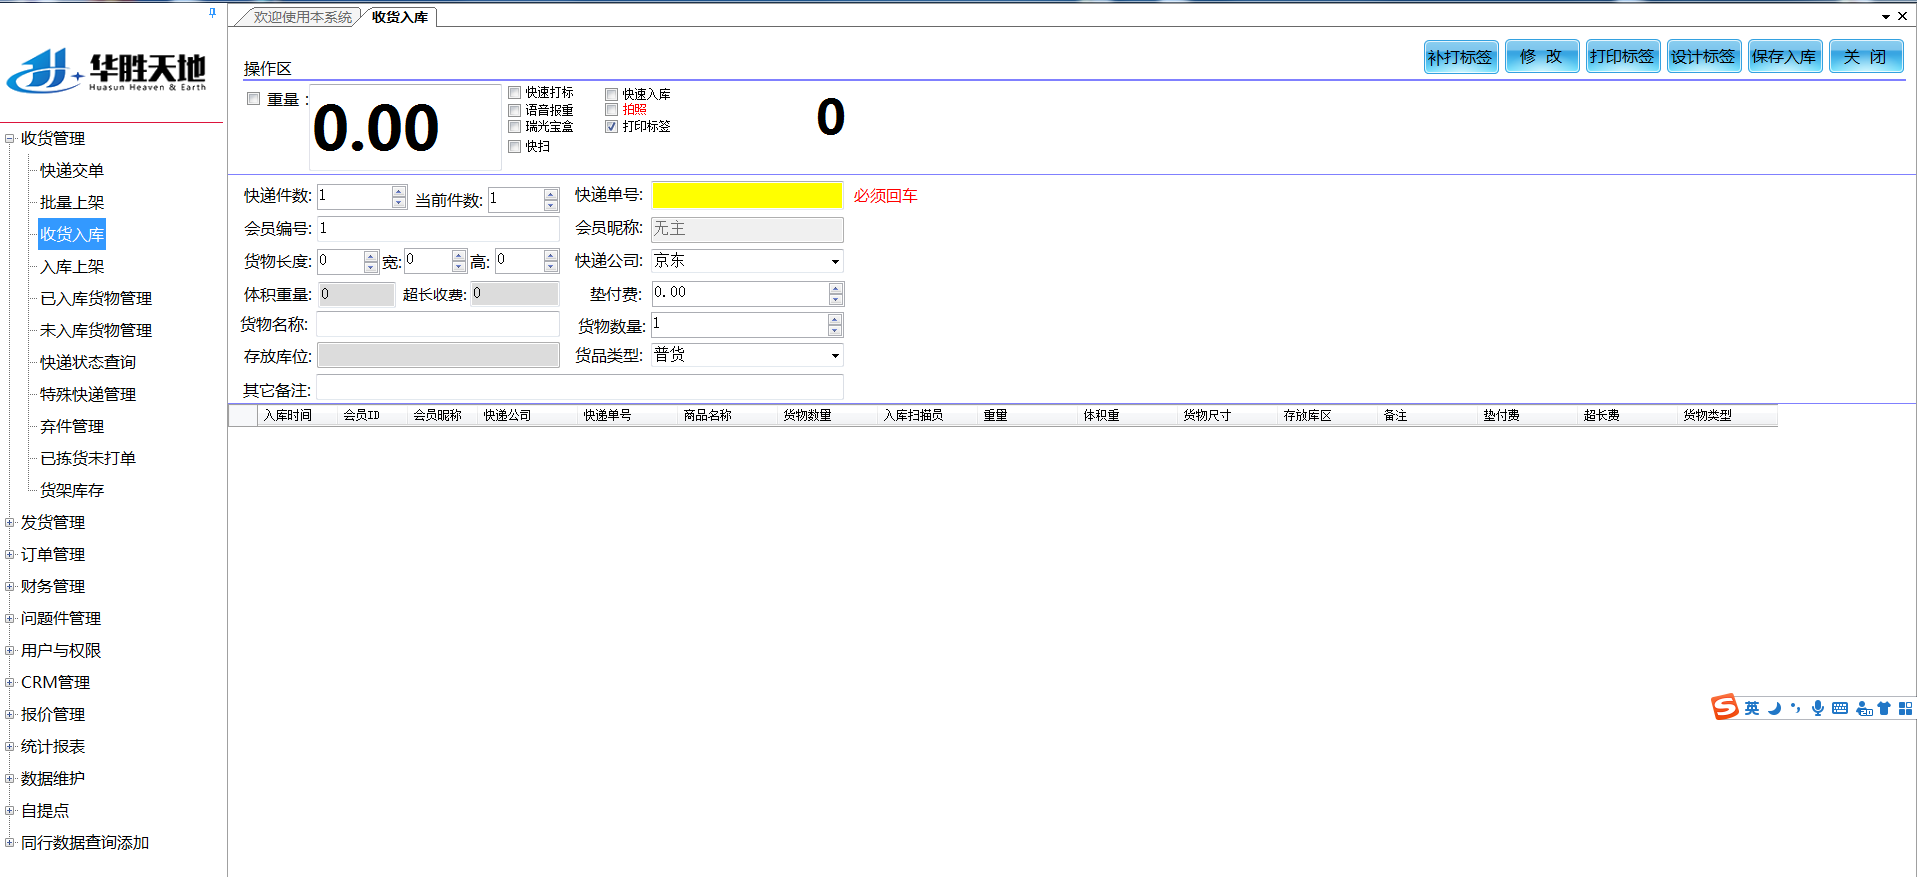 欢迎使用本系统 收货入库
华胜天地
Huasun Heaven & Earth
补打标签 修 改 打印标签 设计标签 保存入库 关 闭
操作区
重量： 0.00
快速打标 快速入库
语音报重 拍照
瑞光宝盒 打印标签
快扫
0
快递件数: 1 当前件数: 1 快递单号: 必须回车
会员编号: 1 会员昵称: 无主
货物长度: 0 宽: 0 高: 0 快递公司: 京东
体积重量: 0 超长收费: 0 垫付费: 0.00
货物名称: 货物数量: 1
存放库位: 货品类型: 普货
其它备注:
入库时间 会员ID 会员昵称 快递公司 快递单号 商品名称 货物数量 入库扫描员 重量 体积重 货物尺寸 存放库区 备注 垫付费 超长费 货物类型
收货管理
快递交单
批量上架
收货入库
入库上架
已入库货物管理
未入库货物管理
快递状态查询
特殊快递管理
弃件管理
已拣货未打单
货架库存
发货管理
订单管理
财务管理
问题件管理
用户与权限
CRM管理
报价管理
统计报表
数据维护
自提点
同行数据查询添加
S 英